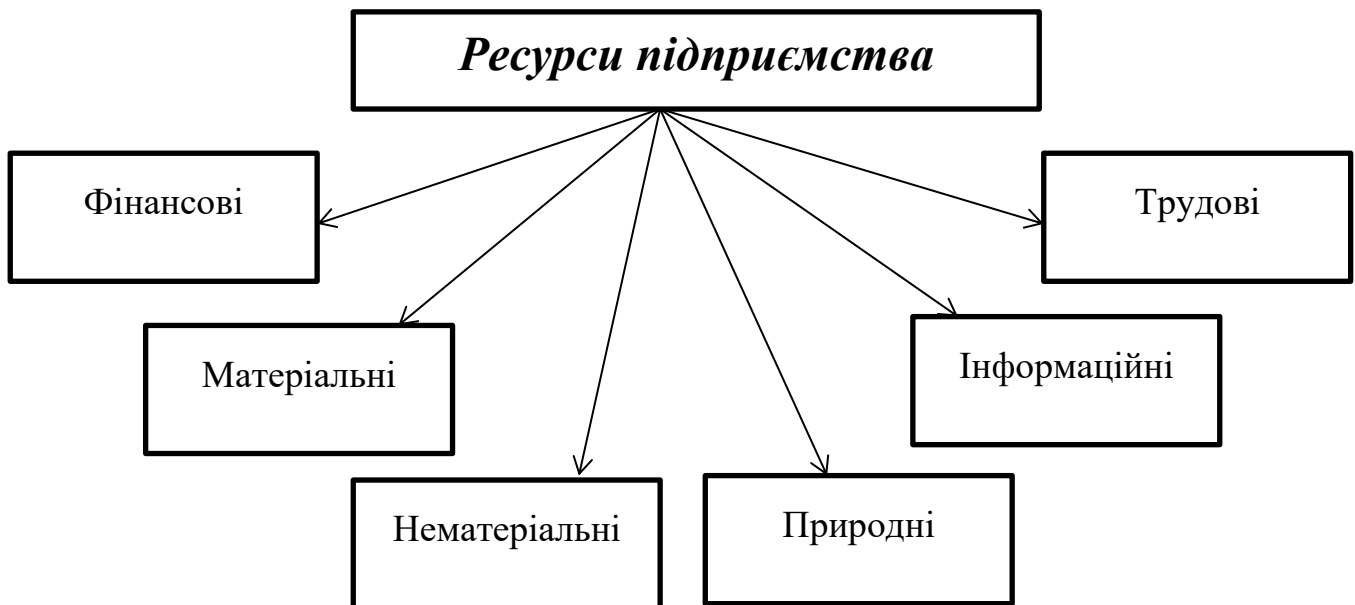 Ресурси підприємства
Фінансові
Трудові
Матеріальні
Інформаційні
Нематеріальні
Природні